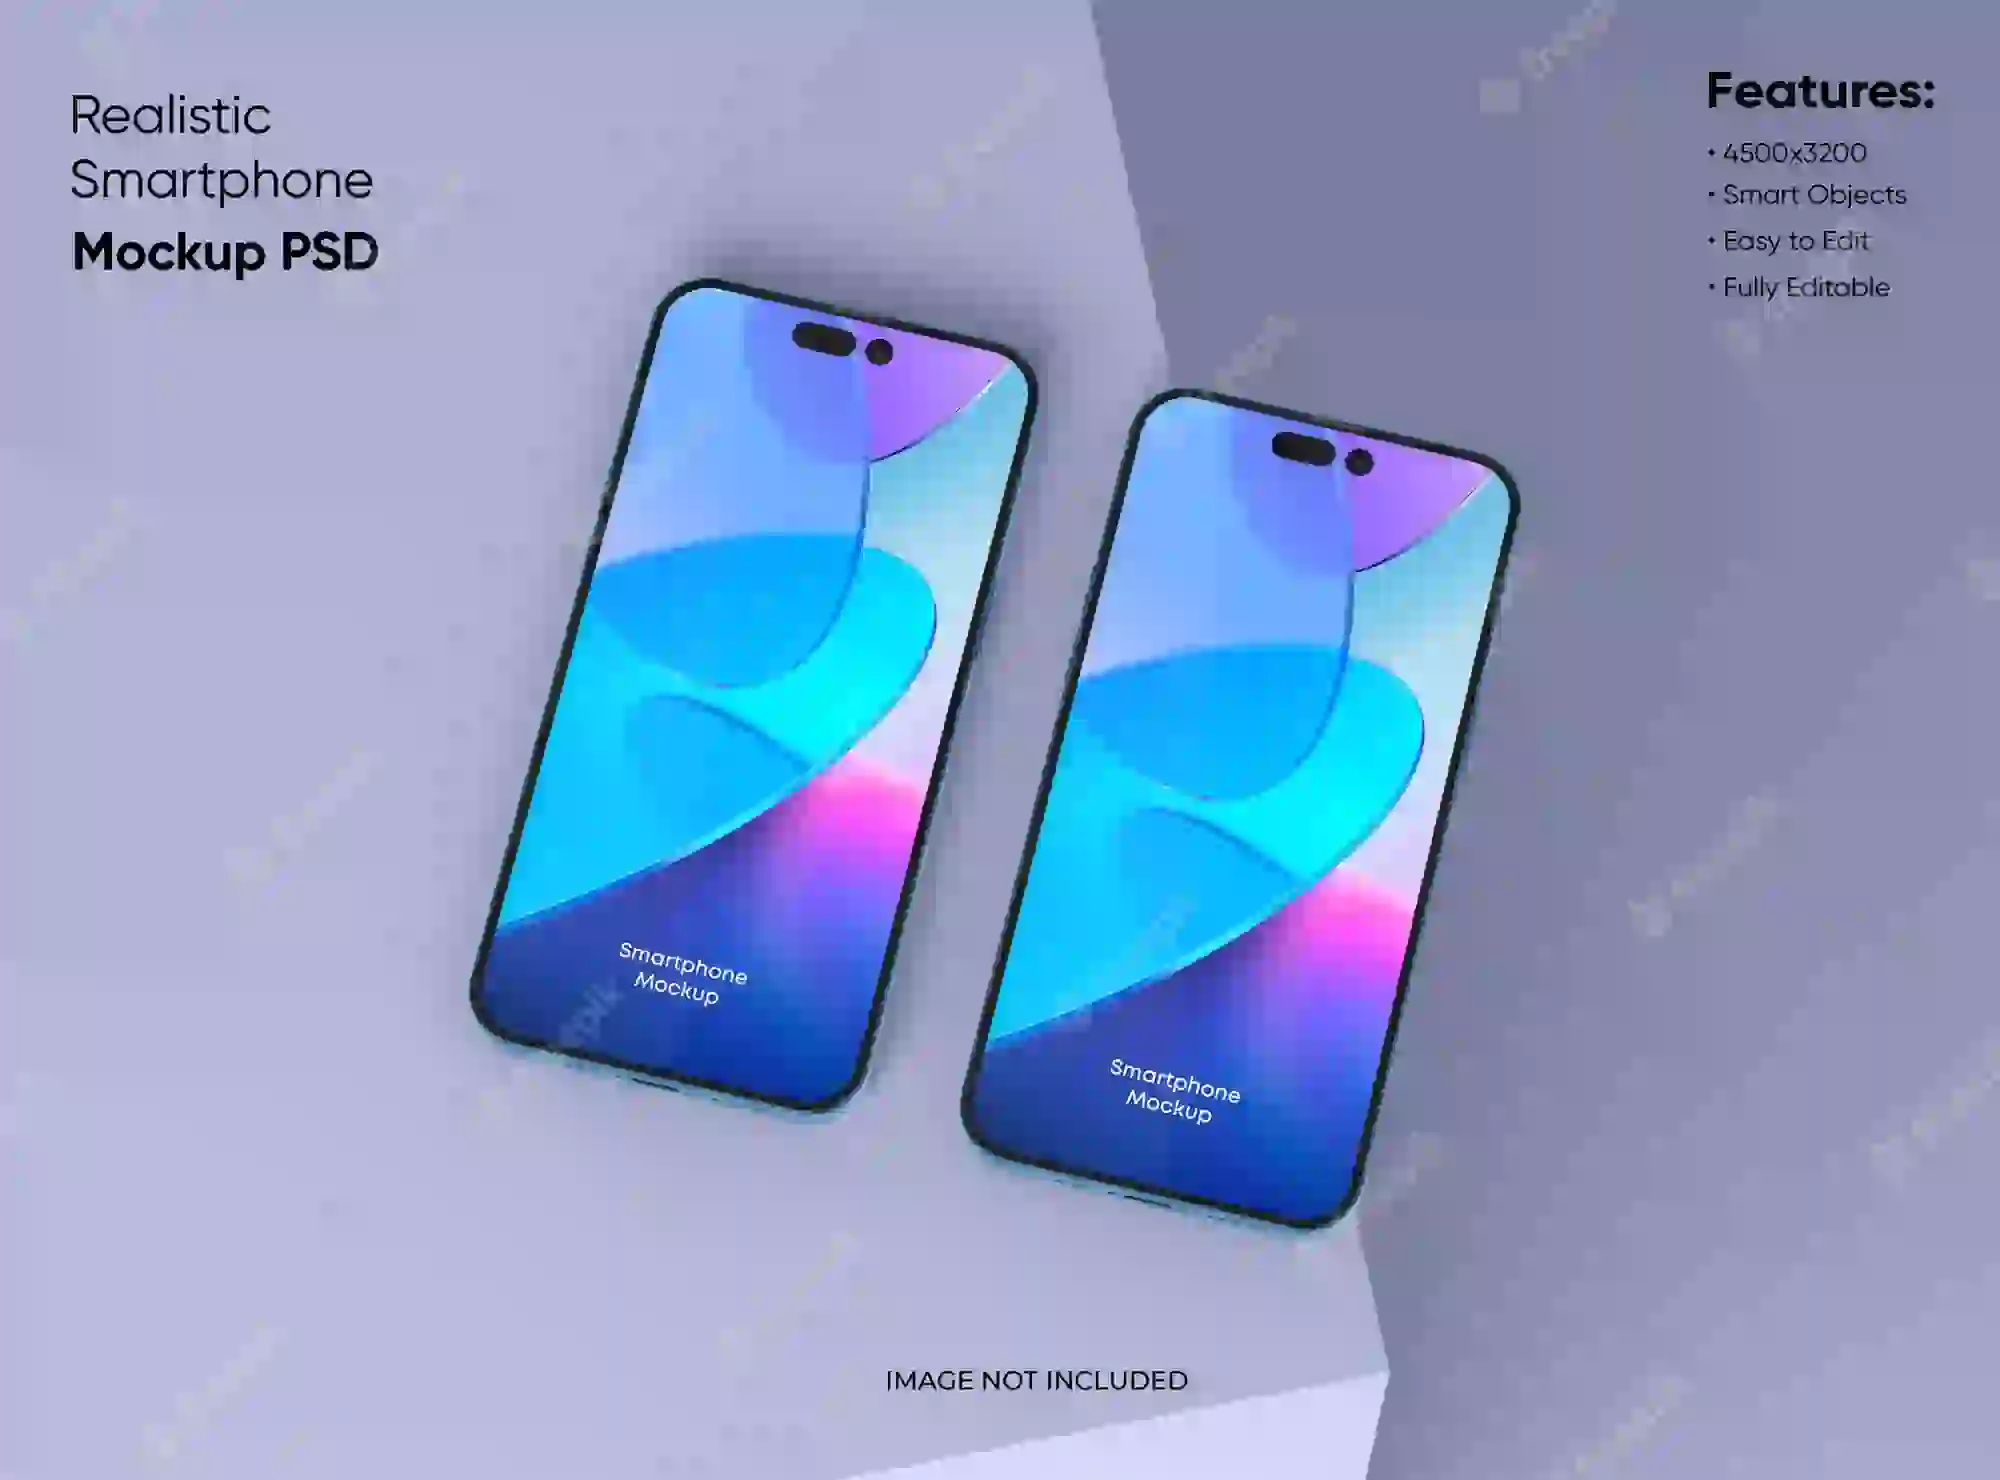 Realistic
Smartphone
Mockup PSD
Features:
• 4500x3200
• Smart Objects
• Easy to Edit
• Fully Editable
Smartphone
Mockup
Smartphone
Mockup
IMAGE NOT INCLUDED